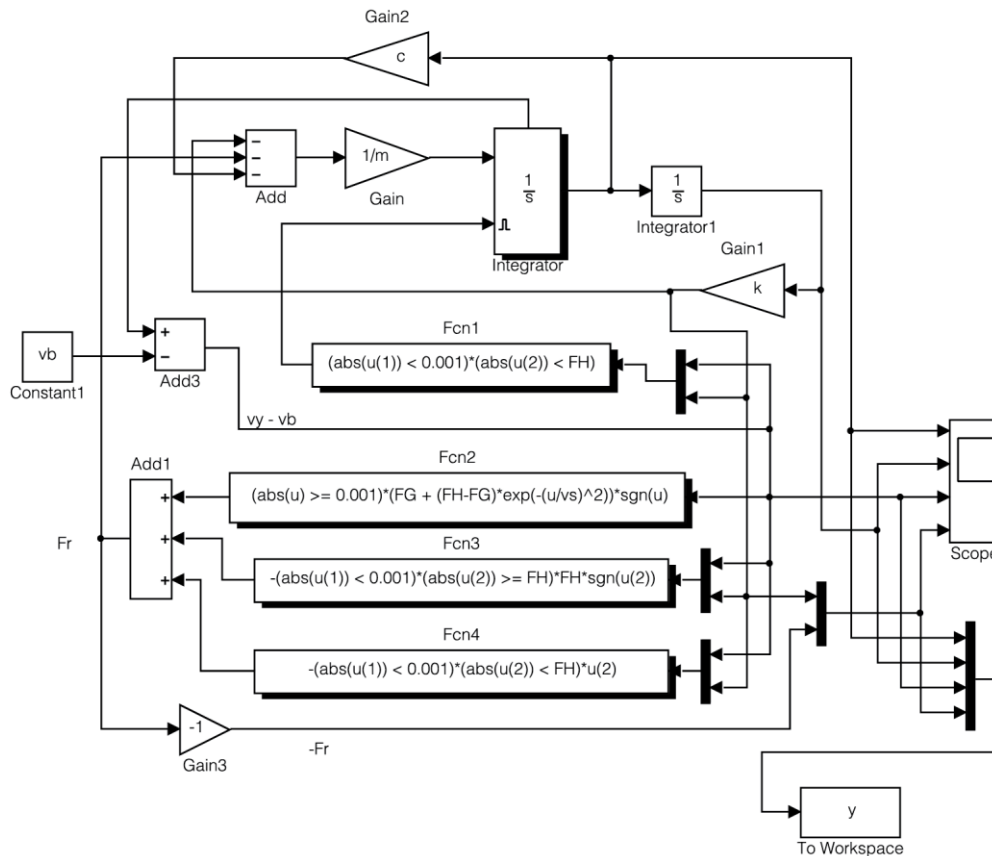 Gain2
c
−
−
−
Add
1/m
Gain
1
s
Integrator
1
s
Integrator1
Gain1
k
vb
Constant1
+
−
Add3
Fcn1
(abs(u(1)) < 0.001)*(abs(u(2)) < FH)
vy - vb
Add1
+
+
+
Fr
Fcn2
(abs(u) >= 0.001)*(FG + (FH-FG)*exp(-(u/vs)^2))*sgn(u)
Fcn3
-(abs(u(1)) < 0.001)*(abs(u(2)) >= FH)*FH*sgn(u(2))
Fcn4
-(abs(u(1)) < 0.001)*(abs(u(2)) < FH)*u(2)
Scope
-1
Gain3
-Fr
y
To Workspace